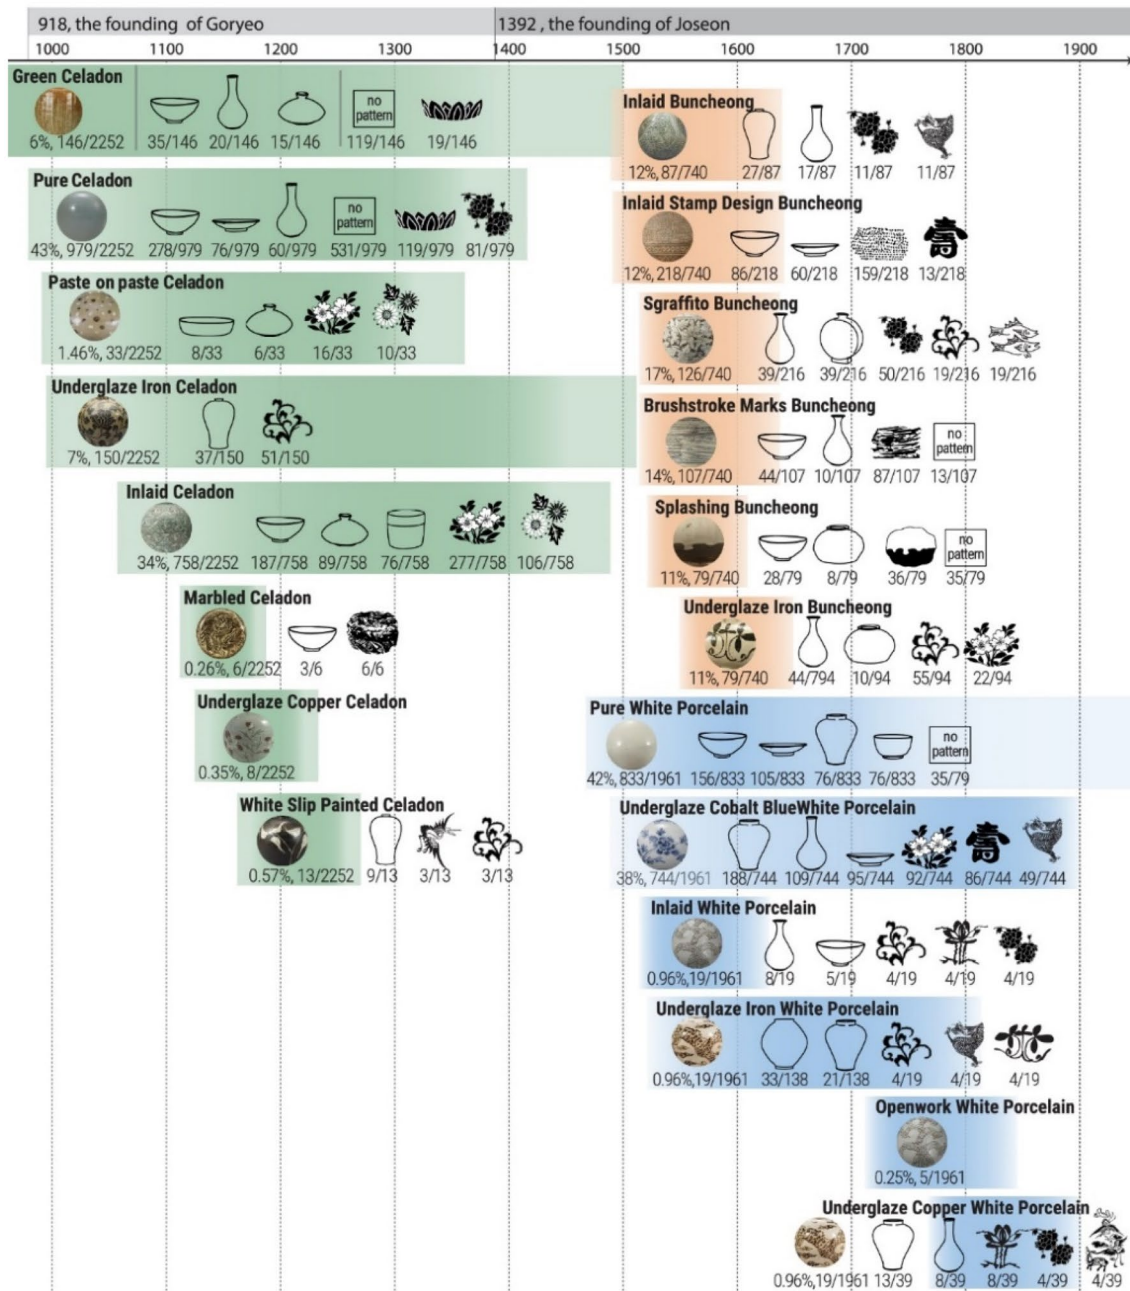 918, the founding of Goryeo
1392 , the founding of Joseon
1000 1100 1200 1300 1400 1500 1600 1700 1800 1900
Green Celadon
no pattern
6%, 146/2252 35/146 20/146 15/146 119/146 19/146
Pure Celadon
no pattern
43%, 979/2252 278/979 76/979 60/979 531/979 119/979 81/979
Paste on paste Celadon
1.46%, 33/2252 8/33 6/33 16/33 10/33
Underglaze Iron Celadon
7%, 150/2252 37/150 51/150
Inlaid Celadon
34%, 758/2252 187/758 89/758 76/758 277/758 106/758
Marbled Celadon
0.26%, 6/2252 3/6 6/6
Underglaze Copper Celadon
0.35%, 8/2252
White Slip Painted Celadon
0.57%, 13/2252 9/13 3/13 3/13
Inlaid Buncheong
12%, 87/740 27/87 17/87 11/87 11/87
Inlaid Stamp Design Buncheong
壽
12%, 218/740 86/218 60/218 159/218 13/218
Sgraffito Buncheong
17%, 126/740 39/216 39/216 50/216 19/216 19/216
Brushstroke Marks Buncheong
no pattern
14%, 107/740 44/107 10/107 87/107 13/107
Splashing Buncheong
no pattern
11%, 79/740 28/79 8/79 36/79 35/79
Underglaze Iron Buncheong
11%, 79/740 44/794 10/94 55/94 22/94
Pure White Porcelain
no pattern
42%, 833/1961 156/833 105/833 76/833 76/833 35/79
Underglaze Cobalt BlueWhite Porcelain
壽
38%, 744/1961 188/744 109/744 95/744 92/744 86/744 49/744
Inlaid White Porcelain
0.96%,19/1961 8/19 5/19 4/19 4/19 4/19
Underglaze Iron White Porcelain
0.96%,19/1961 33/138 21/138 4/19 4/19 4/19
Openwork White Porcelain
0.25%, 5/1961
Underglaze Copper White Porcelain
0.96%,19/1961 13/39 8/39 8/39 4/39 4/39